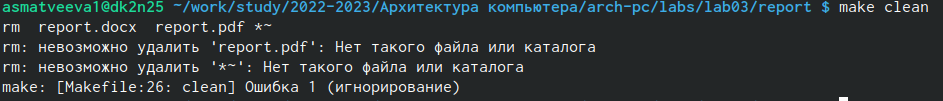 asmatveeva1@dk2n25 ~/work/study/2022-2023/Архитектура компьютера/arch-pc/labs/lab03/report $ make clean
rm  report.docx  report.pdf *~
rm: невозможно удалить 'report.pdf': Нет такого файла или каталога
rm: невозможно удалить '*~': Нет такого файла или каталога
make: [Makefile:26: clean] Ошибка 1 (игнорирование)